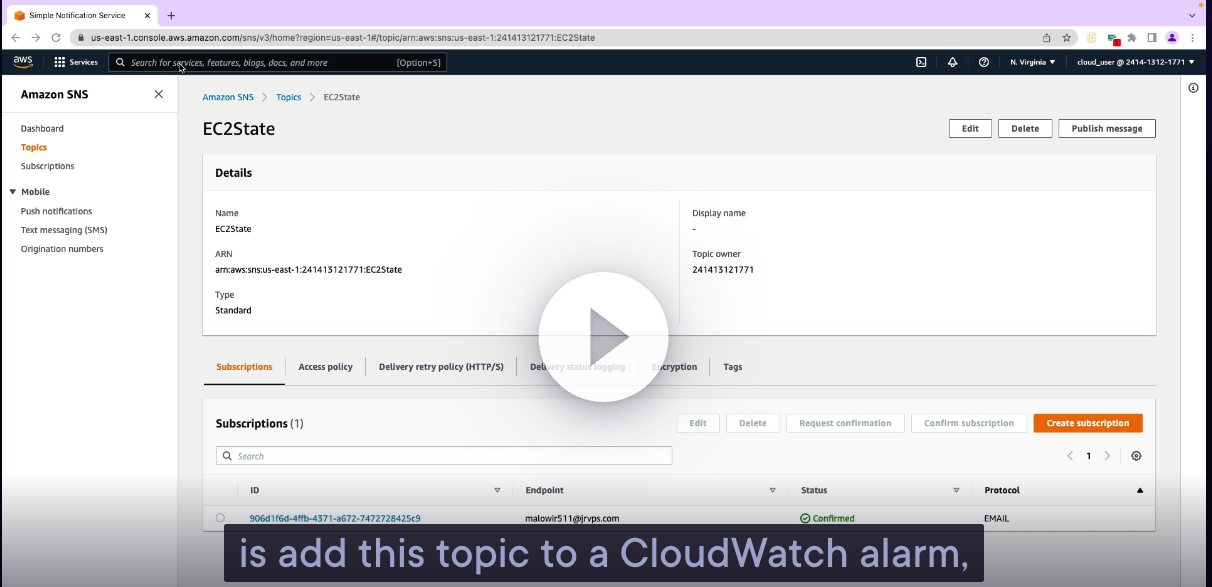 Simple Notification Service
us-east-1.console.aws.amazon.com/sns/v3/home?region=us-east-1#/topic/arn:aws:sns:us-east-1:241413121771:EC2State
aws Services Search for services, features, blogs, docs, and more [Option+S] N. Virginia cloud_user @ 2414-1312-1771
Amazon SNS
Dashboard
Topics
Subscriptions
Mobile
Push notifications
Text messaging (SMS)
Origination numbers
Amazon SNS Topics EC2State
EC2State
Edit Delete Publish message
Details
Name
EC2State
ARN
arn:aws:sns:us-east-1:241413121771:EC2State
Type
Standard
Display name
-
Topic owner
241413121771
Subscriptions Access policy Delivery retry policy (HTTP/S) Delivery status logging Encryption Tags
Subscriptions (1)
Edit Delete Request confirmation Confirm subscription Create subscription
Search
1
ID Endpoint Status Protocol
906d1f6d-4ffb-4371-a672-7472728425c9 malowir511@jrvps.com Confirmed EMAIL
is add this topic to a CloudWatch alarm,